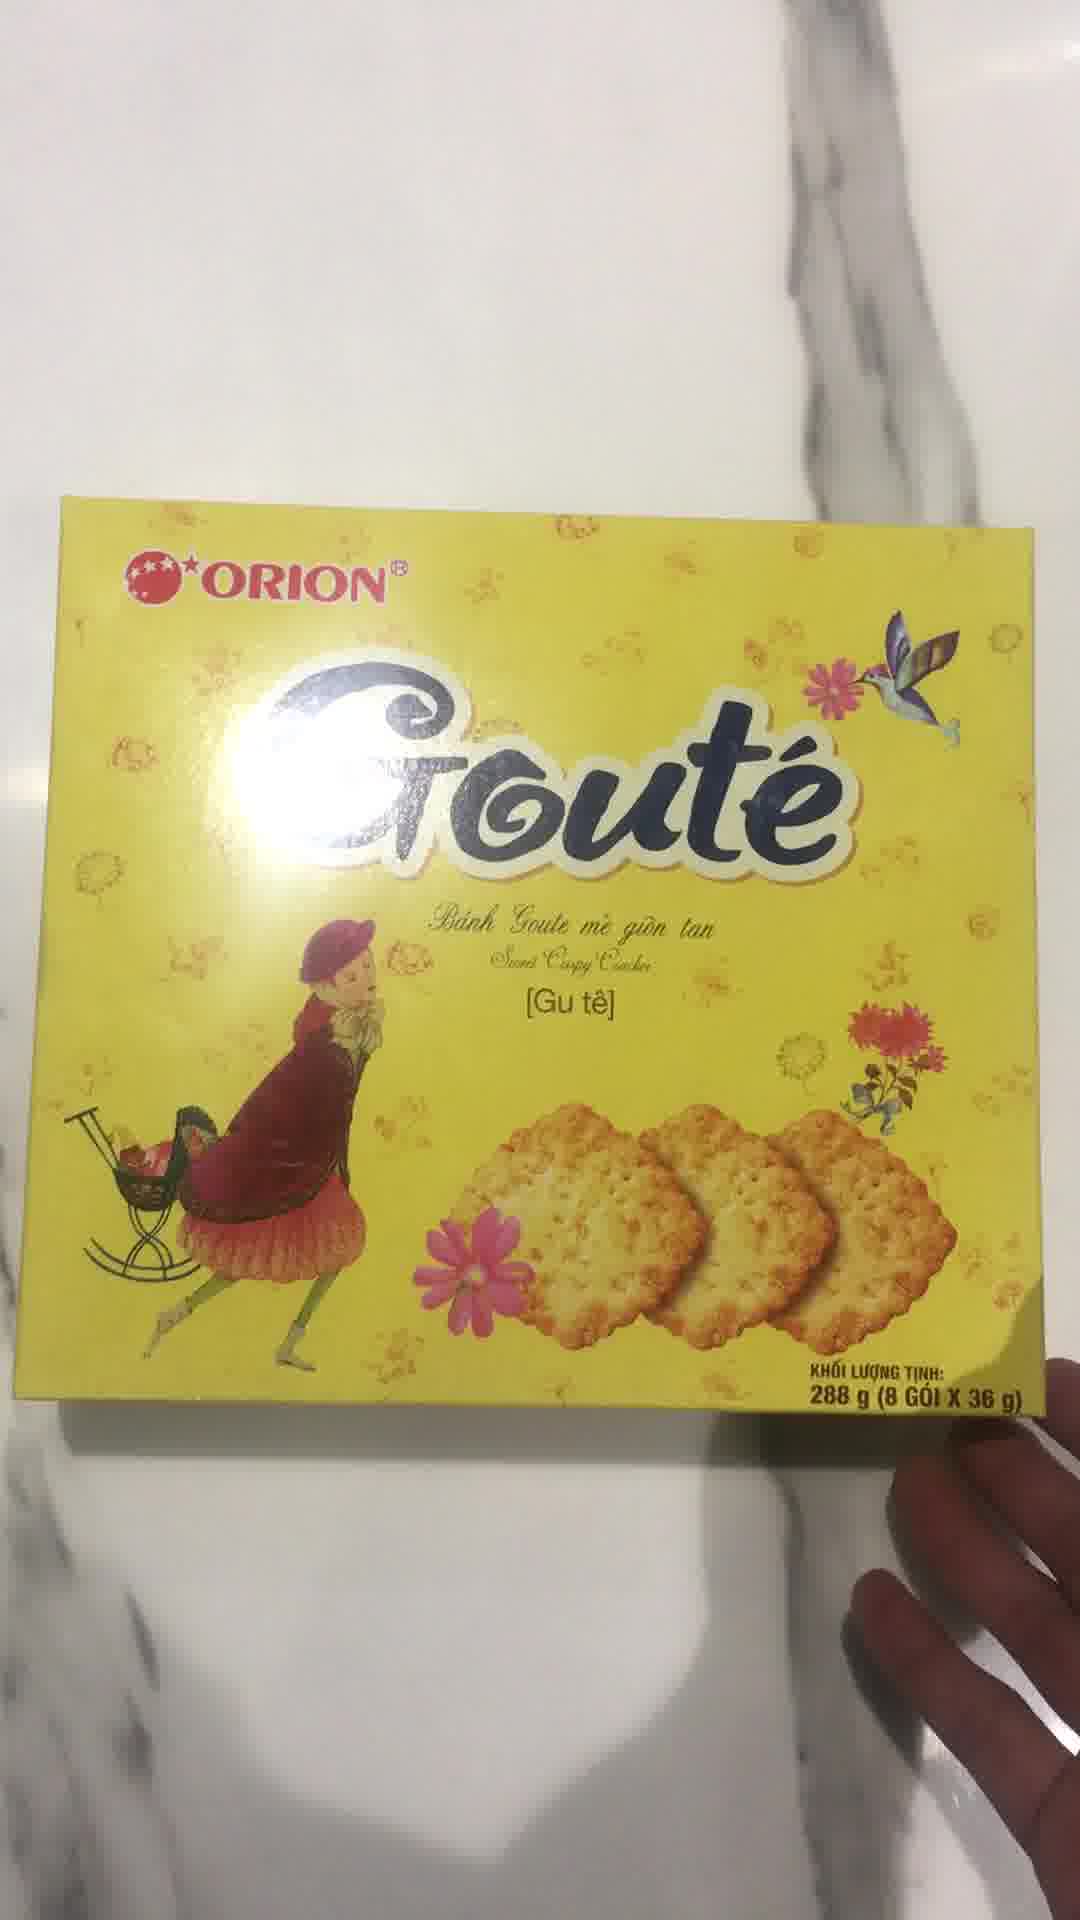 ORION®
Gouté
Bánh Goute mè giòn tan
Sweet Crispy Cracker
[Gu tê]
KHỐI LƯỢNG TỊNH:
288 g (8 GÓI X 36 g)